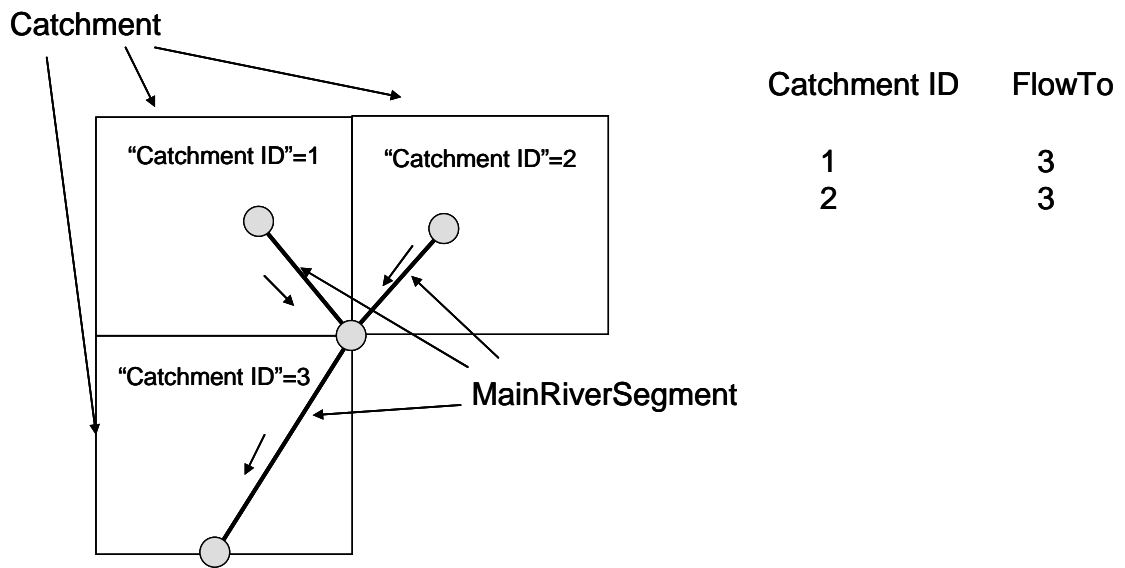 Catchment
Catchment ID FlowTo
“Catchment ID”=1
“Catchment ID”=2
1 3
2 3
“Catchment ID”=3
MainRiverSegment